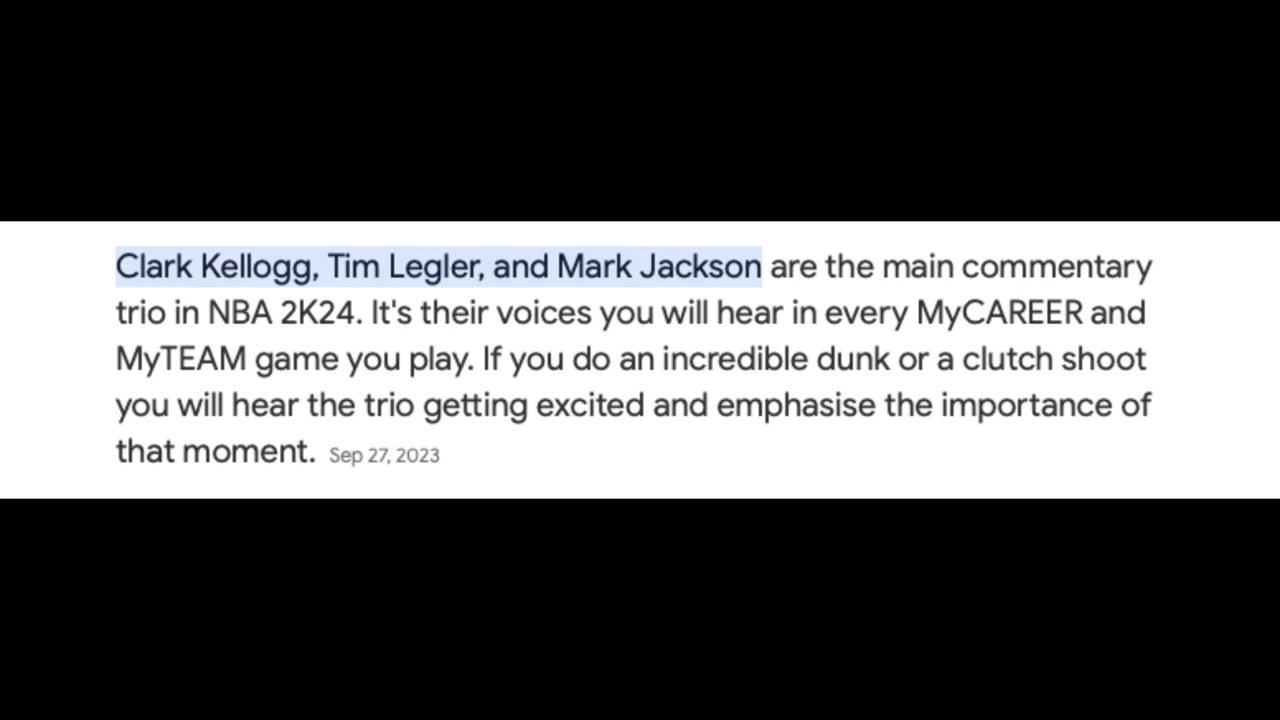 Clark Kellogg, Tim Legler, and Mark Jackson are the main commentary
trio in NBA 2K24. It's their voices you will hear in every MyCAREER and
MyTEAM game you play. If you do an incredible dunk or a clutch shoot
you will hear the trio getting excited and emphasise the importance of
that moment. Sep 27, 2023